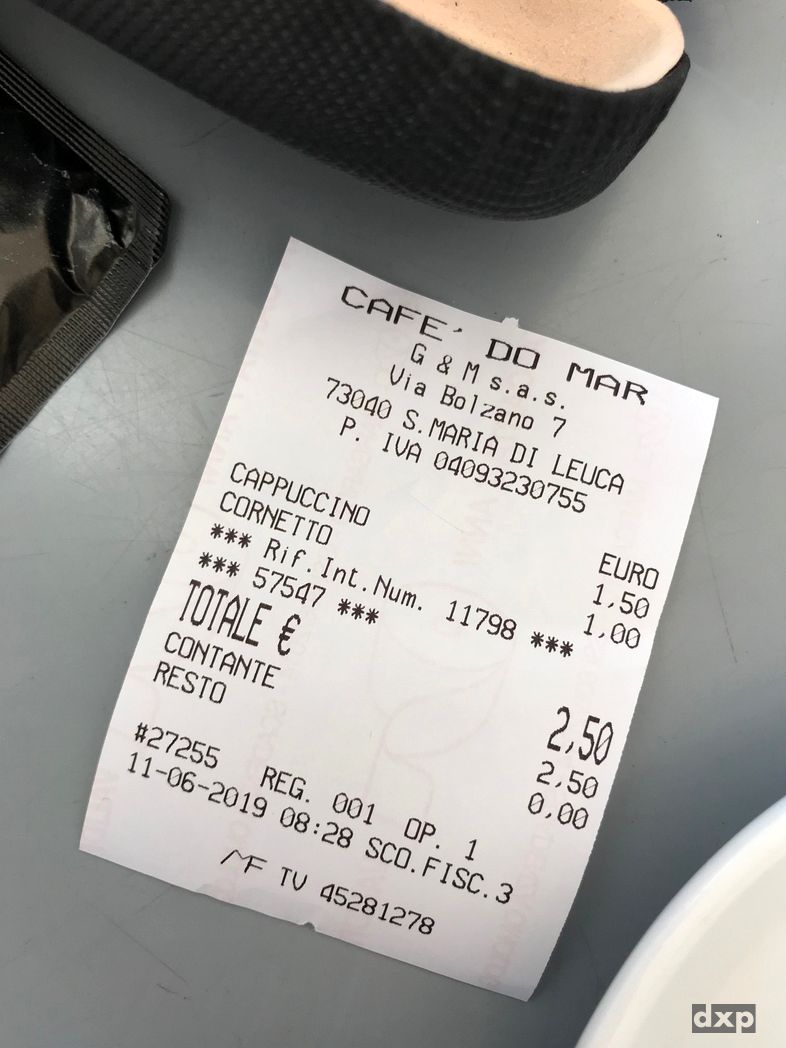 CAFE' DO MAR
G & M s.a.s.
Via Bolzano 7
73040 S.MARIA DI LEUCA
P. IVA 04093230755
EURO
CAPPUCCINO 1,50
CORNETTO 1,00
*** Rif.Int.Num. 11798 ***
*** 57547 ***
TOTALE € 2,50
CONTANTE 2,50
RESTO 0,00
#27255 REG. 001 OP. 1
11-06-2019 08:28 SCO.FISC.3
MF TV 45281278
dxp